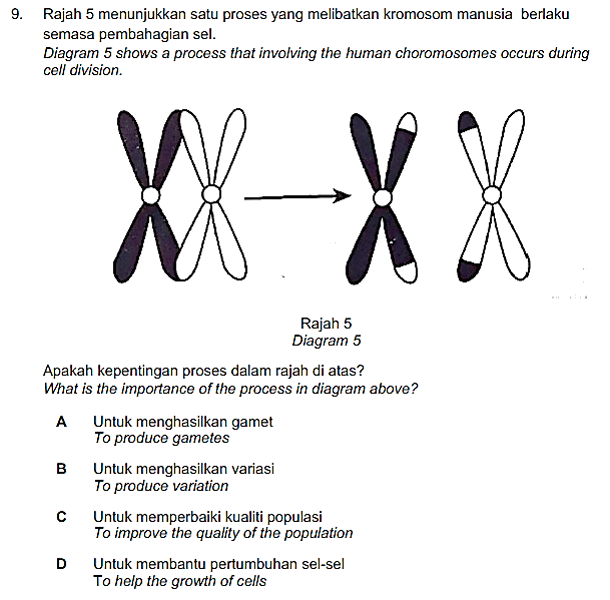 9. Rajah 5 menunjukkan satu proses yang melibatkan kromosom manusia berlaku
semasa pembahagian sel.
Diagram 5 shows a process that involving the human choromosomes occurs during
cell division.
Rajah 5
Diagram 5
Apakah kepentingan proses dalam rajah di atas?
What is the importance of the process in diagram above?
A Untuk menghasilkan gamet
To produce gametes
B Untuk menghasilkan variasi
To produce variation
C Untuk memperbaiki kualiti populasi
To improve the quality of the population
D Untuk membantu pertumbuhan sel-sel
To help the growth of cells